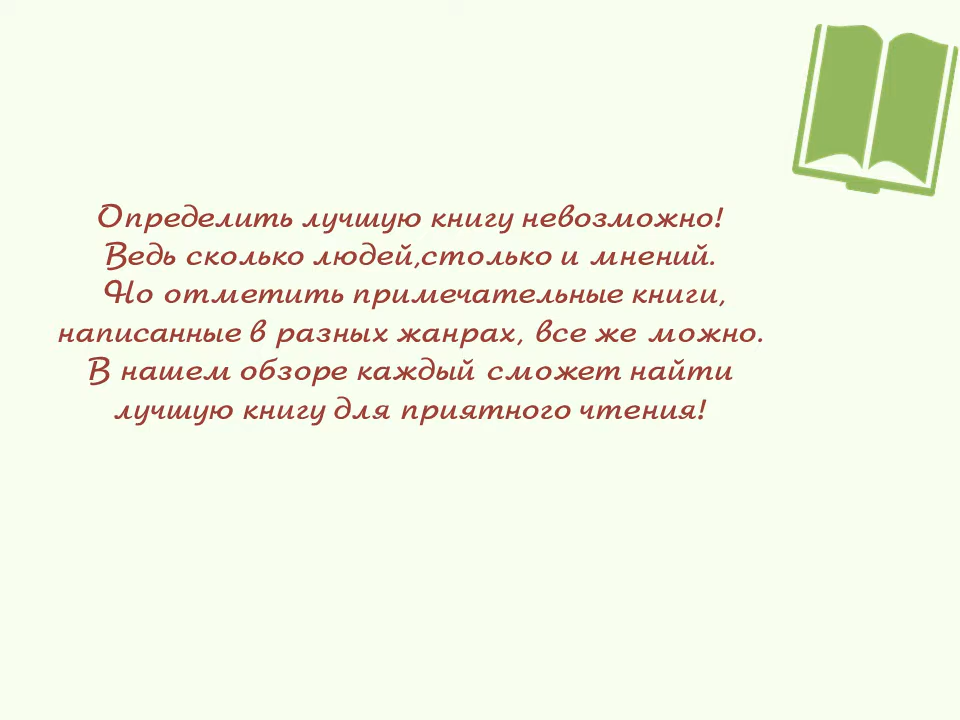 Определить лучшую книгу невозможно!
Ведь сколько людей,столько и мнений.
Но отметить примечательные книги,
написанные в разных жанрах, все же можно.
В нашем обзоре каждый сможет найти
лучшую книгу для приятного чтения!